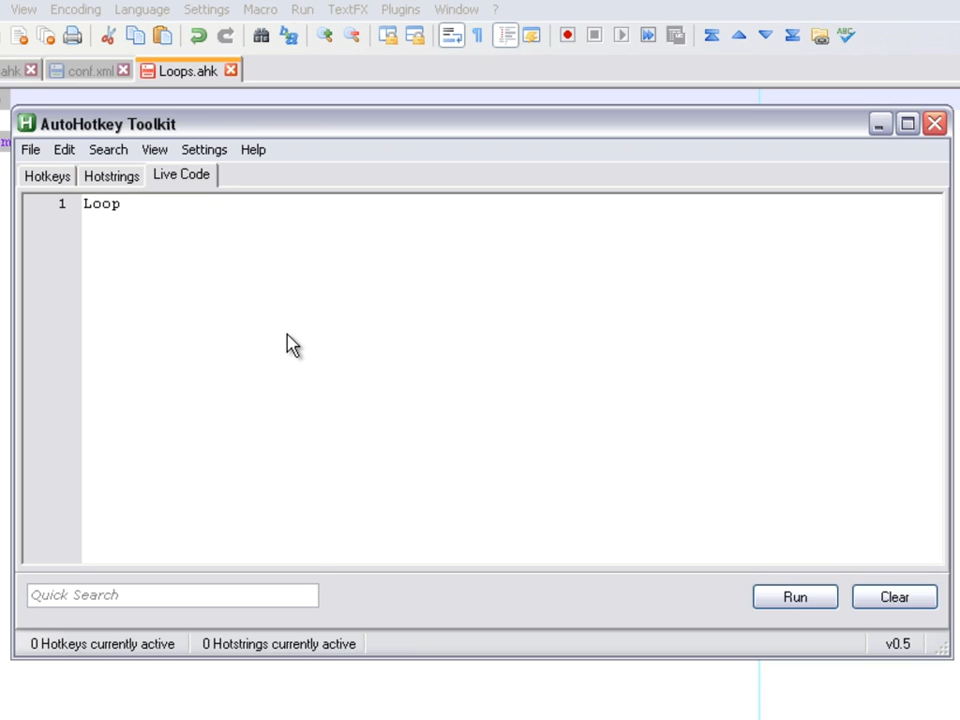 View Encoding Language Settings Macro Run TextFX Plugins Window ?
ABC
ahk conf.xml Loops.ahk
AutoHotkey Toolkit
File Edit Search View Settings Help
Hotkeys Hotstrings Live Code
1 Loop
Quick Search
Run Clear
0 Hotkeys currently active 0 Hotstrings currently active v0.5